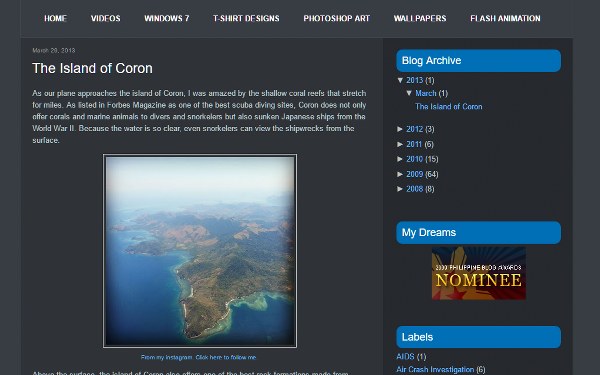 HOME VIDEOS WINDOWS 7 T-SHIRT DESIGNS PHOTOSHOP ART WALLPAPERS FLASH ANIMATION
March 29, 2013
The Island of Coron
As our plane approaches the island of Coron, I was amazed by the shallow coral reefs that stretch
for miles. As listed in Forbes Magazine as one of the best scuba diving sites, Coron does not only
offer corals and marine animals to divers and snorkelers but also sunken Japanese ships from the
World War II. Because the water is so clear, even snorkelers can view the shipwrecks from the
surface.
From my Instagram. Click here to follow me.
Above the surface, the island of Coron also offers one of the best rock formations made from
Blog Archive
▼ 2013 (1)
▼ March (1)
The Island of Coron
► 2012 (3)
► 2011 (6)
► 2010 (15)
► 2009 (64)
► 2008 (8)
My Dreams
PHILIPPINE BLOG AWARDS
NOMINEE
Labels
AIDS (1)
Air Crash Investigation (6)